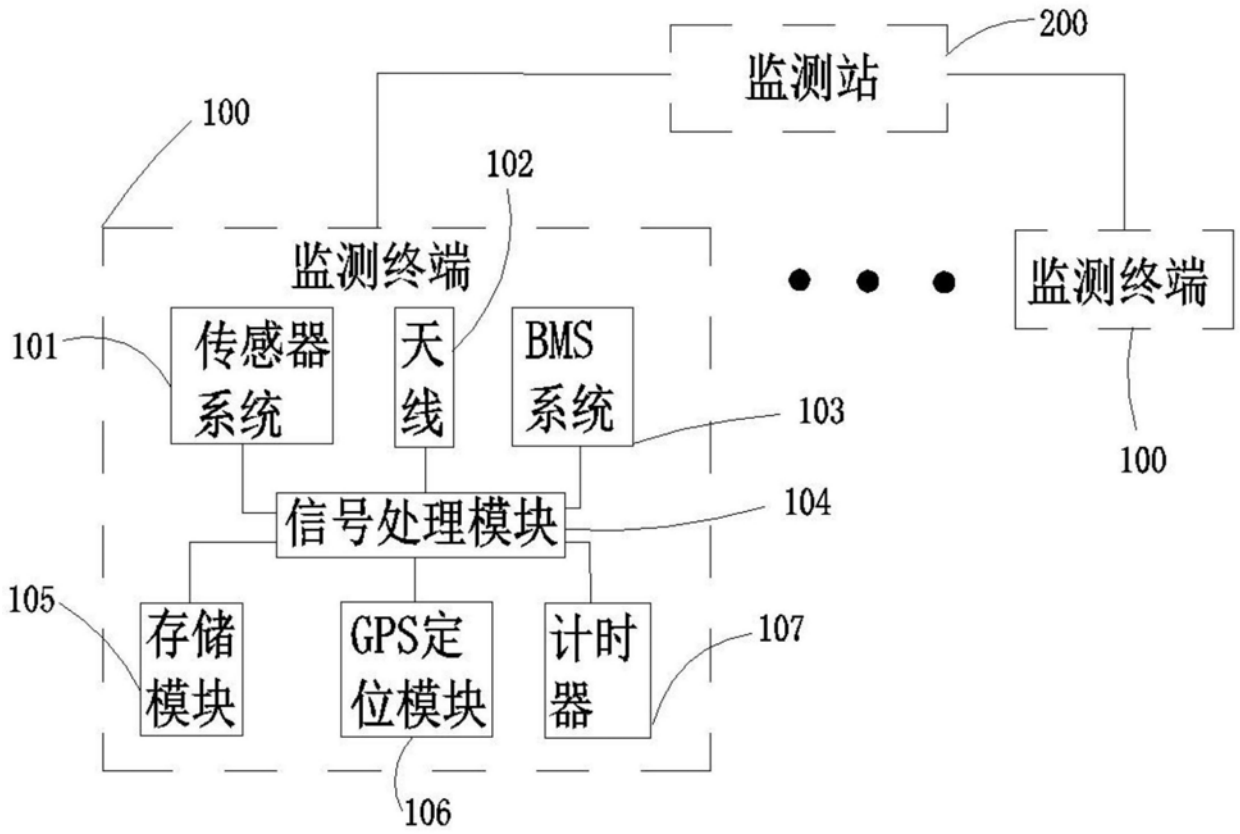 200
监测站
100
102
监测终端
监测终端
101
传感器
系统
天
线
BMS
系统
103
100
信号处理模块
104
105
存储
模块
GPS定
位模块
计时
器
107
106